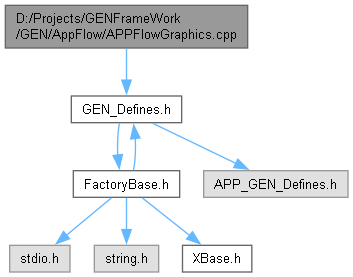 D:/Projects/GENFrameWork
/GEN/AppFlow/APPFlowGraphics.cpp
GEN_Defines.h
FactoryBase.h
APP_GEN_Defines.h
stdio.h
string.h
XBase.h